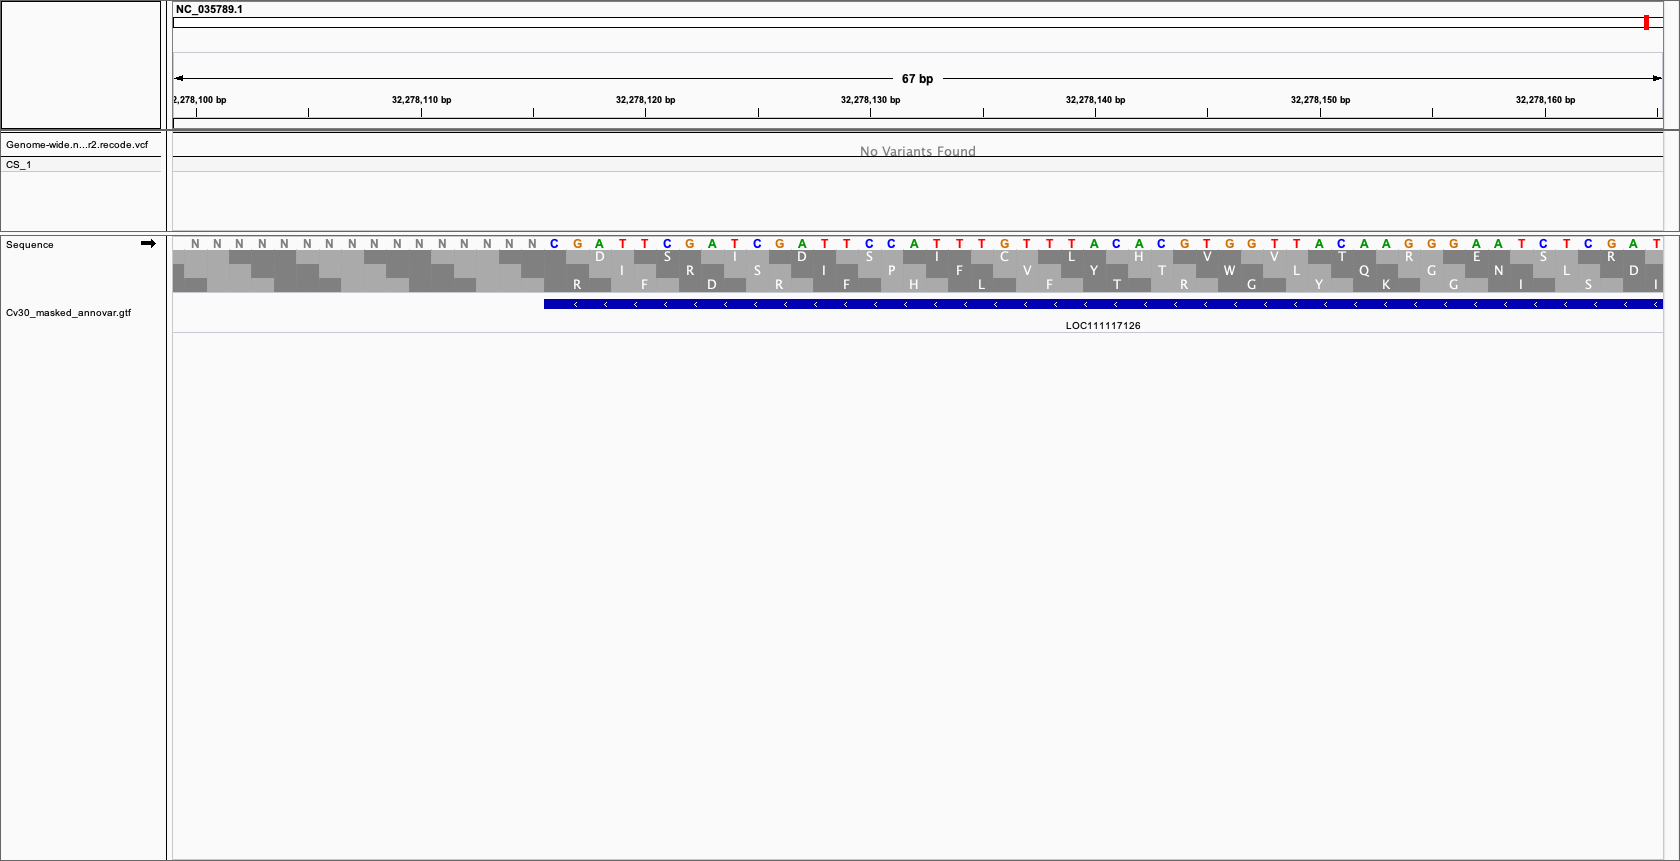 NC_035789.1
67 bp
2,278,100 bp 32,278,110 bp 32,278,120 bp 32,278,130 bp 32,278,140 bp 32,278,150 bp 32,278,160 bp
Genome-wide.n...r2.recode.vcf
No Variants Found
CS_1
Sequence N N N N N N N N N N N N N N N N C G A T T C G A T C G A T T C C A T T T G T T T A C A C G T G G T T A C A A G G G A A T C T C G A T
D S I D S I C L H V V T R E S R
I R S I P F V Y T W L Q G N L D
R F D R F H L F T R G Y K G I S I
Cv30_masked_annovar.gtf
LOC111117126